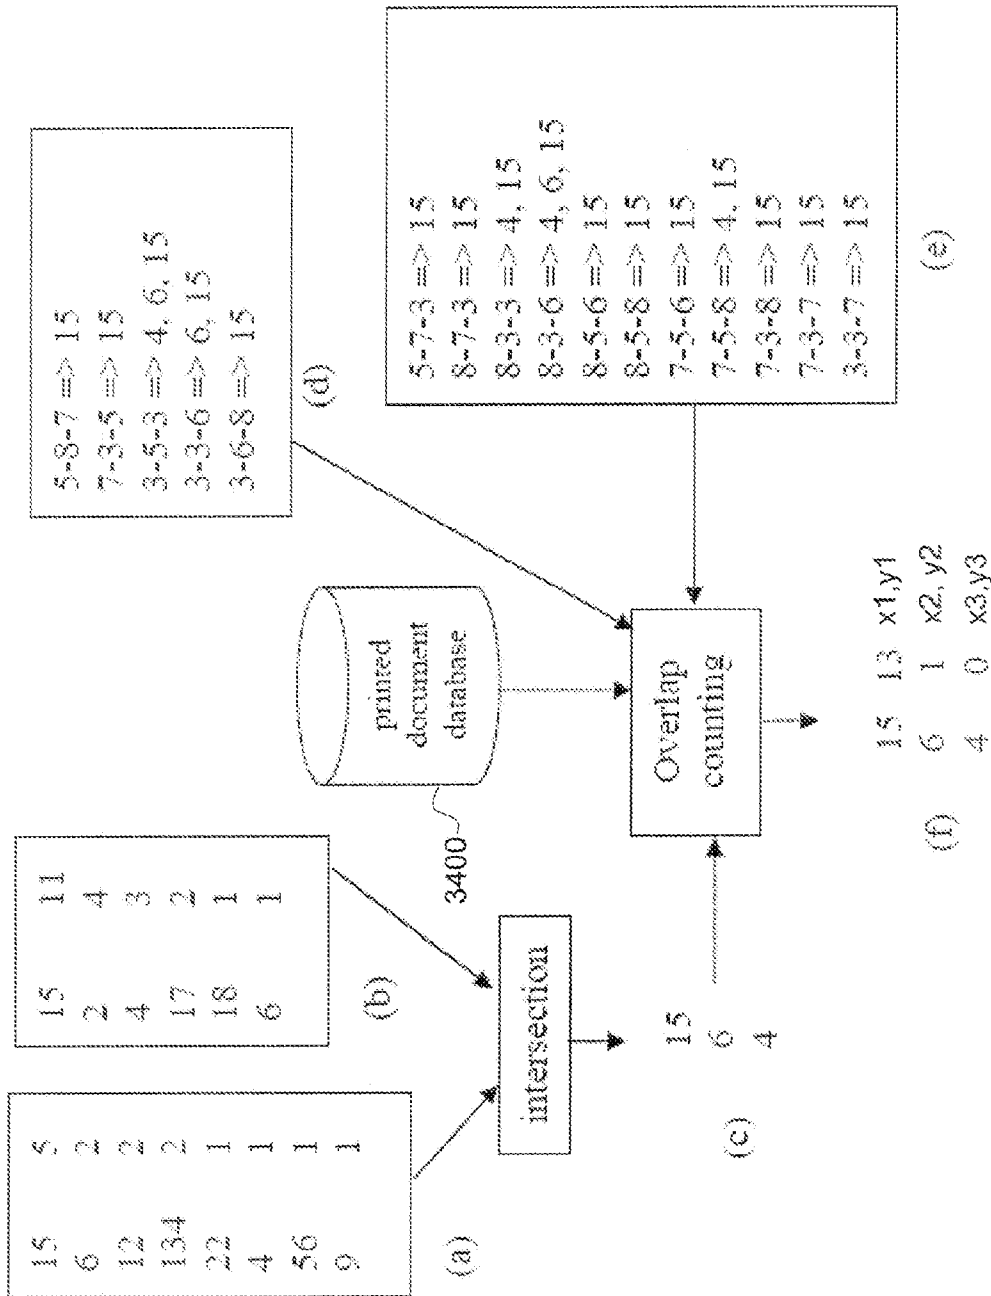 15 5
6 2
12 2
134 2
22 1
4 1
56 1
9 1
(a)
15 11
2 4
4 3
17 2
18 1
6 1
(b)
intersection
15
6
4
(c)
3400
printed
document
database
5-8-7 => 15
7-3-5 => 15
3-5-3 => 4, 6, 15
3-3-6 => 6, 15
3-6-8 => 15
(d)
5-7-3 => 15
8-7-3 => 15
8-3-3 => 4, 15
8-3-6 => 4, 6, 15
8-5-6 => 15
8-5-8 => 15
7-5-6 => 15
7-5-8 => 4, 15
7-3-8 => 15
7-3-7 => 15
3-3-7 => 15
(e)
Overlap
counting
15 13 x1,y1
6 1 x2, y2
4 0 x3,y3
(f)